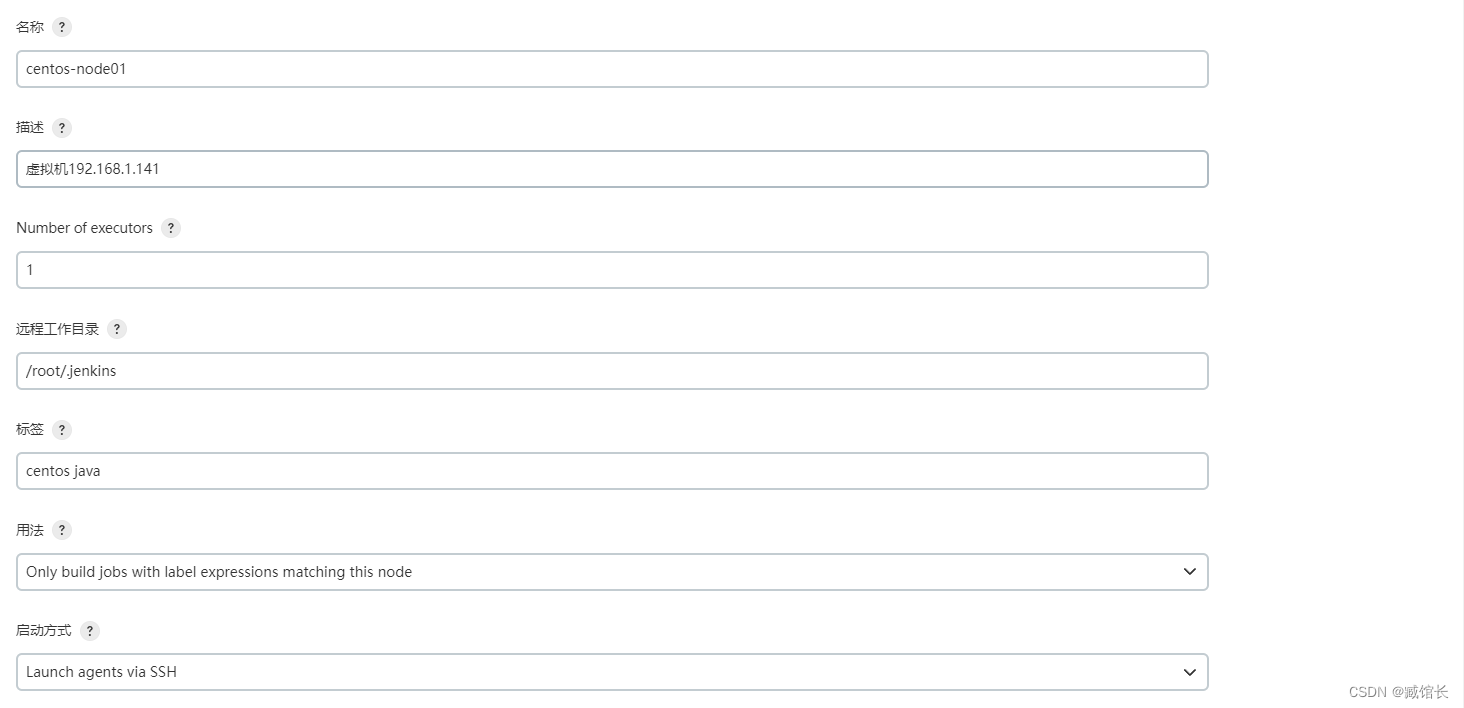 名称 ?
centos-node01
描述 ?
虚拟机192.168.1.141
Number of executors ?
1
远程工作目录 ?
/root/.jenkins
标签 ?
centos java
用法 ?
Only build jobs with label expressions matching this node
启动方式 ?
Launch agents via SSH
CSDN @臧馆长